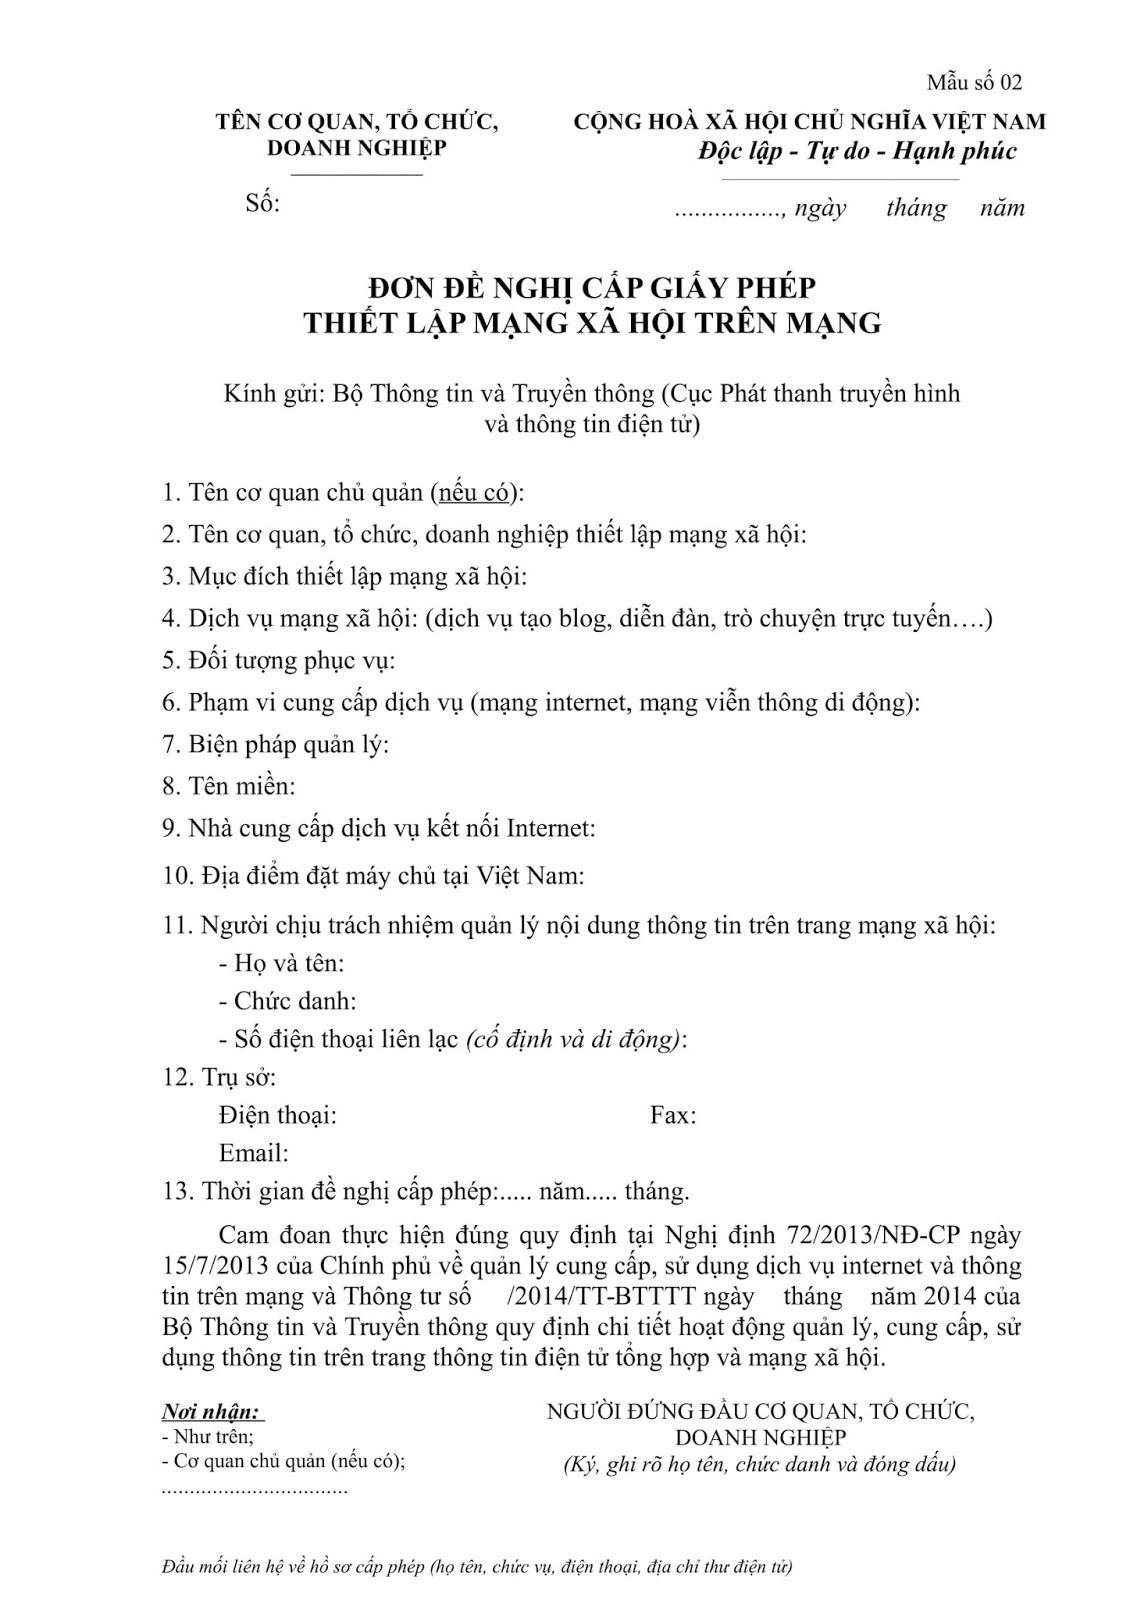 Mẫu số 02
TÊN CƠ QUAN, TỔ CHỨC,
DOANH NGHIỆP
CỘNG HOÀ XÃ HỘI CHỦ NGHĨA VIỆT NAM
Độc lập - Tự do - Hạnh phúc
Số:
................, ngày tháng năm
ĐƠN ĐỀ NGHỊ CẤP GIẤY PHÉP
THIẾT LẬP MẠNG XÃ HỘI TRÊN MẠNG
Kính gửi: Bộ Thông tin và Truyền thông (Cục Phát thanh truyền hình
và thông tin điện tử)
1. Tên cơ quan chủ quản (nếu có):
2. Tên cơ quan, tổ chức, doanh nghiệp thiết lập mạng xã hội:
3. Mục đích thiết lập mạng xã hội:
4. Dịch vụ mạng xã hội: (dịch vụ tạo blog, diễn đàn, trò chuyện trực tuyến….)
5. Đối tượng phục vụ:
6. Phạm vi cung cấp dịch vụ (mạng internet, mạng viễn thông di động):
7. Biện pháp quản lý:
8. Tên miền:
9. Nhà cung cấp dịch vụ kết nối Internet:
10. Địa điểm đặt máy chủ tại Việt Nam:
11. Người chịu trách nhiệm quản lý nội dung thông tin trên trang mạng xã hội:
- Họ và tên:
- Chức danh:
- Số điện thoại liên lạc (cố định và di động):
12. Trụ sở:
Điện thoại: Fax:
Email:
13. Thời gian đề nghị cấp phép:..... năm..... tháng.
Cam đoan thực hiện đúng quy định tại Nghị định 72/2013/NĐ-CP ngày
15/7/2013 của Chính phủ về quản lý cung cấp, sử dụng dịch vụ internet và thông
tin trên mạng và Thông tư số /2014/TT-BTTTT ngày tháng năm 2014 của
Bộ Thông tin và Truyền thông quy định chi tiết hoạt động quản lý, cung cấp, sử
dụng thông tin trên trang thông tin điện tử tổng hợp và mạng xã hội.
Nơi nhận:
- Như trên;
- Cơ quan chủ quản (nếu có);
.................................
NGƯỜI ĐỨNG ĐẦU CƠ QUAN, TỔ CHỨC,
DOANH NGHIỆP
(Ký, ghi rõ họ tên, chức danh và đóng dấu)
Đầu mối liên hệ về hồ sơ cấp phép (họ tên, chức vụ, điện thoại, địa chỉ thư điện tử)